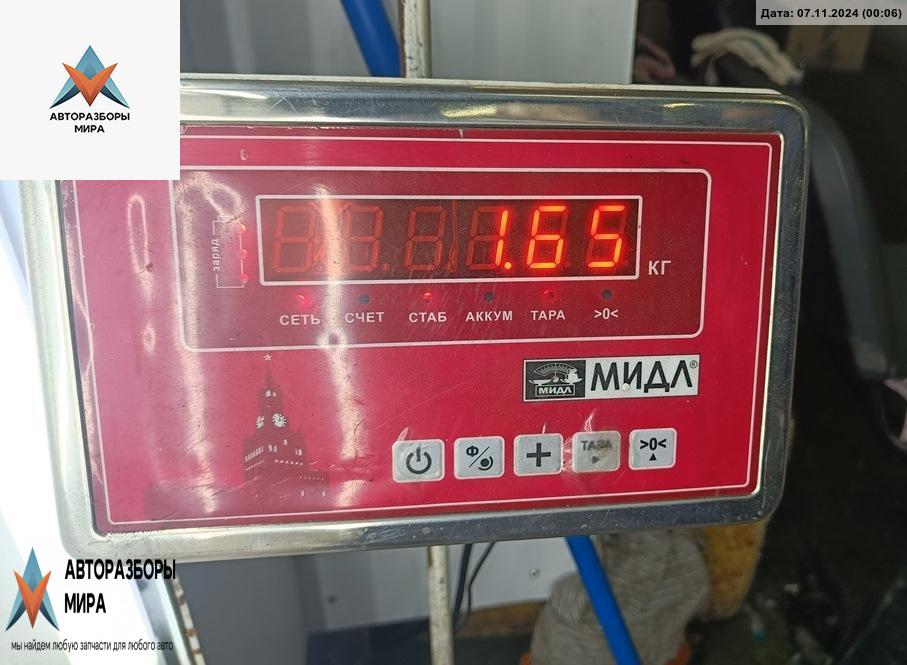 Дата: 07.11.2024 (00:06)
АВТОРАЗБОРЫ
МИРА
заряд
1.65
КГ
СЕТЬ СЧЕТ СТАБ АККУМ ТАРА >0<
МИДЛ МИДЛ®
Ф/ + ТАРА >0<
АВТОРАЗБОРЫ
МИРА
мы найдем любую запчасти для любого авто